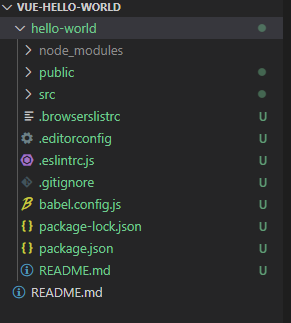 VUE-HELLO-WORLD
hello-world
node_modules
public
src
.browserslistrc U
.editorconfig U
.eslintrc.js U
.gitignore U
babel.config.js U
package-lock.json U
package.json U
README.md U
README.md